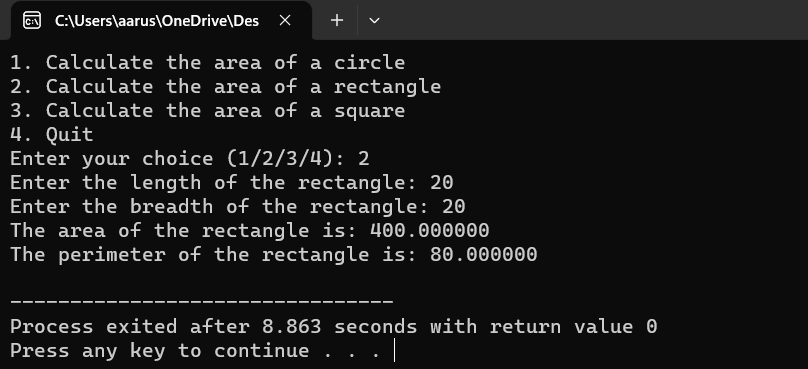 C:\Users\aarus\OneDrive\Des
1. Calculate the area of a circle
2. Calculate the area of a rectangle
3. Calculate the area of a square
4. Quit
Enter your choice (1/2/3/4): 2
Enter the length of the rectangle: 20
Enter the breadth of the rectangle: 20
The area of the rectangle is: 400.000000
The perimeter of the rectangle is: 80.000000
--------------------------------
Process exited after 8.863 seconds with return value 0
Press any key to continue . . .